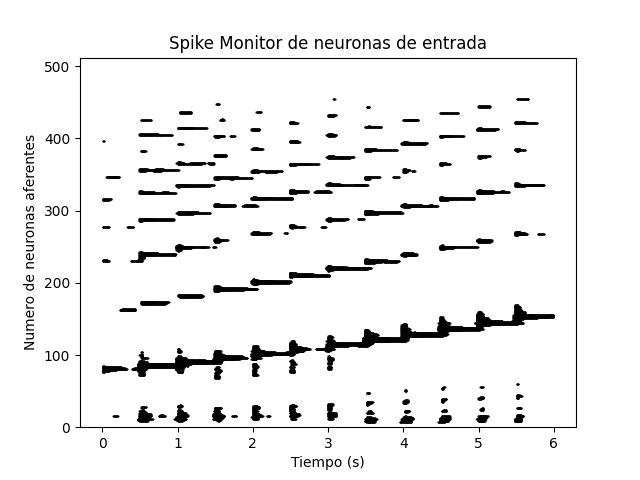 Spike Monitor de neuronas de entrada
500
400
300
200
100
0
Numero de neuronas aferentes
0 1 2 3 4 5 6
Tiempo (s)